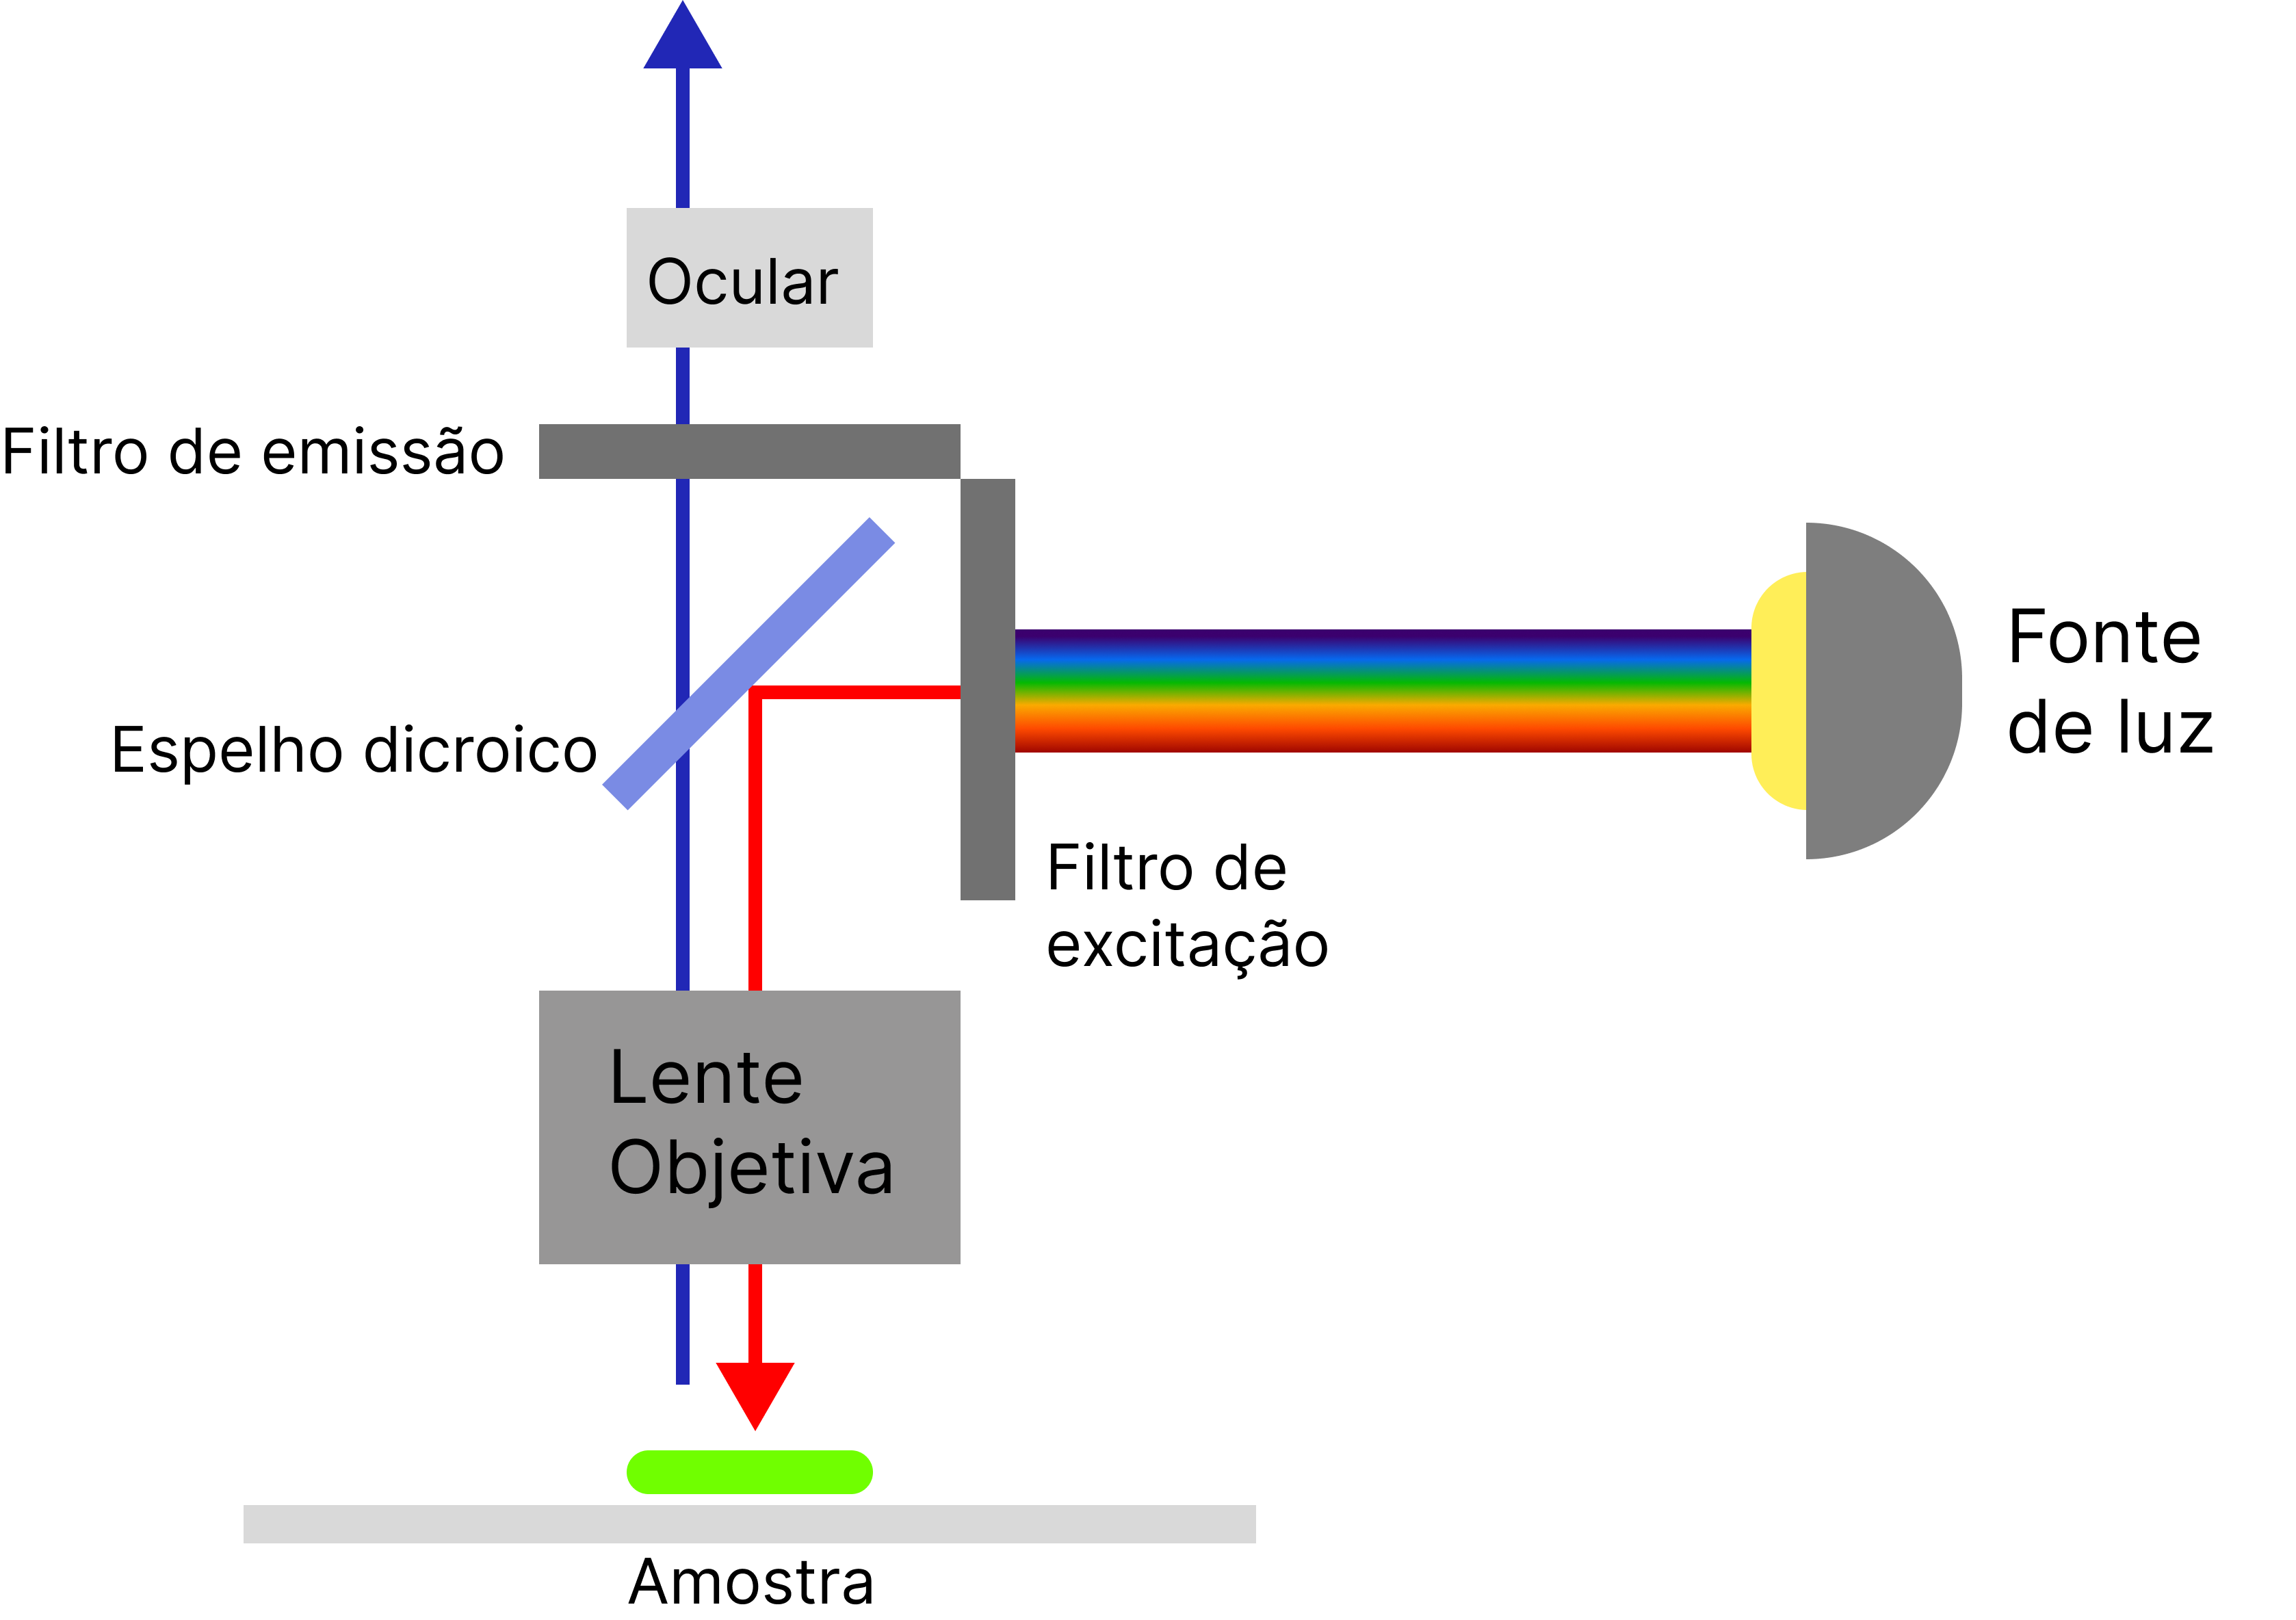 Ocular
Filtro de emissão
Fonte
de luz
Espelho dicroico
Filtro de
excitação
Lente
Objetiva
Amostra